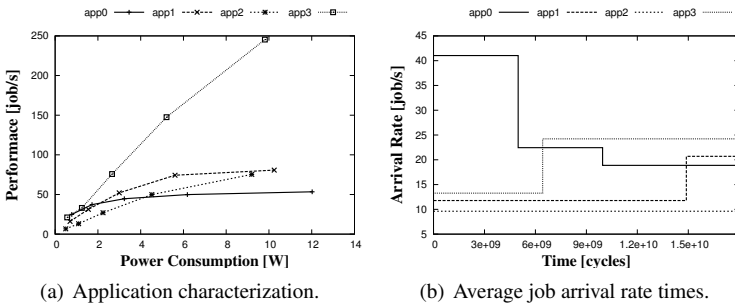 app0 app1 app2 app3
250
200
150
100
50
0
0 2 4 6 8 10 12 14
Performace [job/s]
Power Consumption [W]
(a) Application characterization.
app0 app1 app2 app3
45
40
35
30
25
20
15
10
5
0 3e+09 6e+09 9e+09 1.2e+10 1.5e+10
Arrival Rate [job/s]
Time [cycles]
(b) Average job arrival rate times.